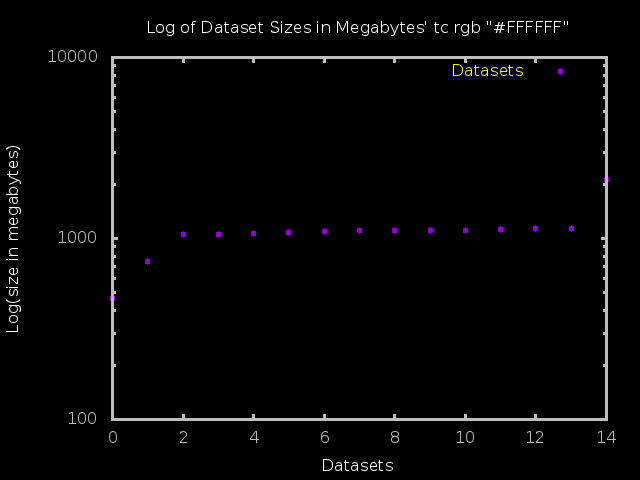 Log of Dataset Sizes in Megabytes' tc rgb "#FFFFFF"
10000
Datasets
1000
100
Log(size in megabytes)
0 2 4 6 8 10 12 14
Datasets